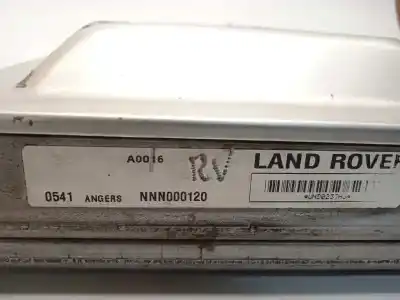 A0016 RV LAND ROVER
0541 ANGERS NNN000120